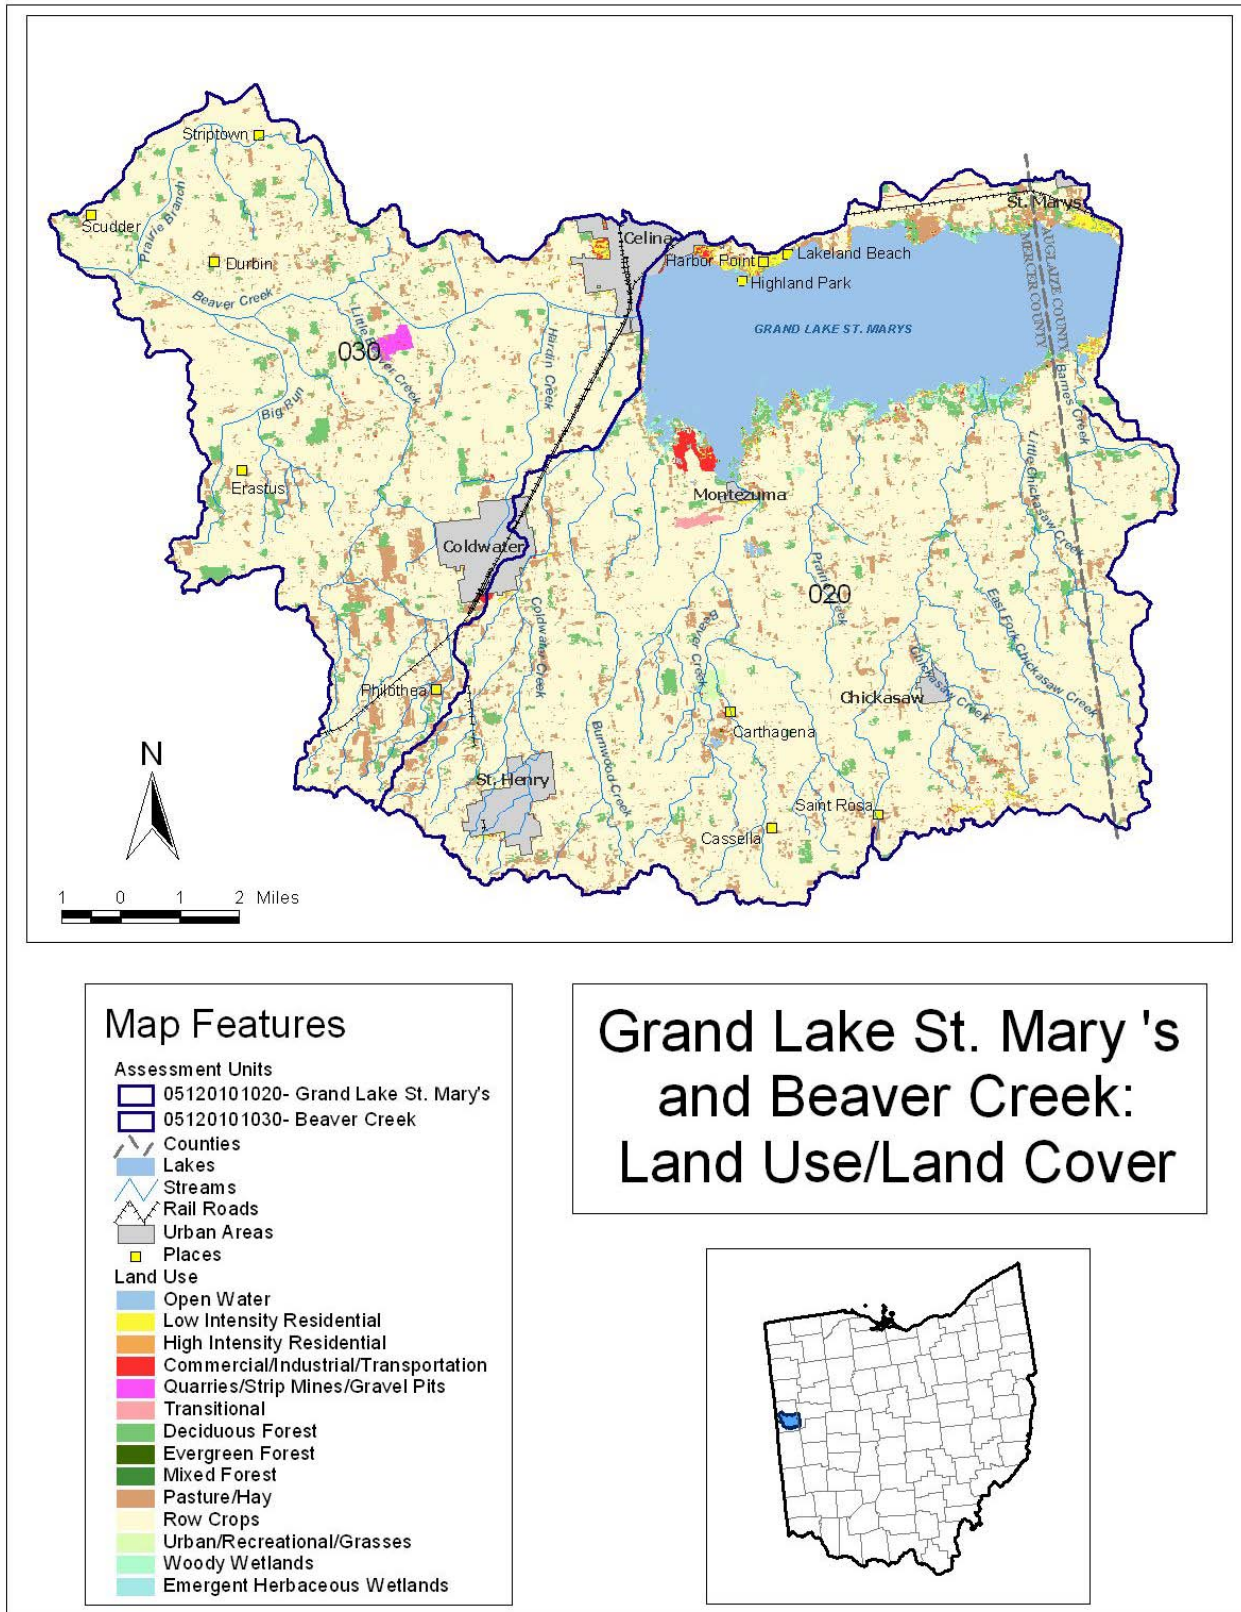 Striptown
Scudder
Prairie Branch
Durbin
Beaver Creek
Little Beaver Creek
030
Big Run
Erastus
Hardin Creek
Celina
Harbor Point
Lakeland Beach
Highland Park
St. Marys
GRAND LAKE ST. MARYS
AUGLAIZE COUNTY
MERCER COUNTY
Barnes Creek
Little Chickasaw Creek
Montezuma
Coldwater
Coldwater Creek
020
Beaver Creek
East Fork Chickasaw Creek
Chickasaw
Chickasaw Creek
Philothea
Carthagena
Burnwood Creek
St. Henry
Saint Rosa
Cassella
N
1 0 1 2 Miles
Map Features
Assessment Units
05120101020- Grand Lake St. Mary's
05120101030- Beaver Creek
Counties
Lakes
Streams
Rail Roads
Urban Areas
Places
Land Use
Open Water
Low Intensity Residential
High Intensity Residential
Commercial/Industrial/Transportation
Quarries/Strip Mines/Gravel Pits
Transitional
Deciduous Forest
Evergreen Forest
Mixed Forest
Pasture/Hay
Row Crops
Urban/Recreational/Grasses
Woody Wetlands
Emergent Herbaceous Wetlands
Grand Lake St. Mary 's
and Beaver Creek:
Land Use/Land Cover